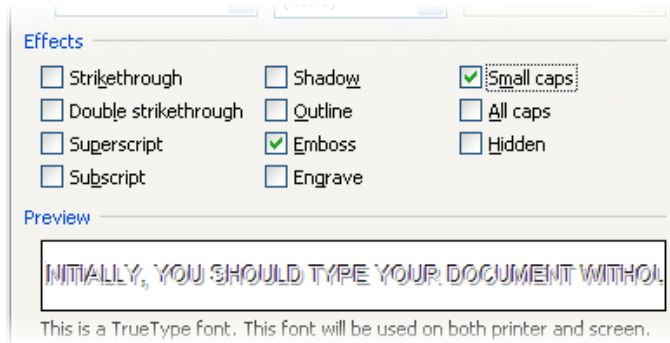 Effects
Strikethrough Shadow Small caps
Double strikethrough Outline All caps
Superscript Emboss Hidden
Subscript Engrave
Preview
NITIALLY, YOU SHOULD TYPE YOUR DOCUMENT WITHOU
This is a TrueType font. This font will be used on both printer and screen.